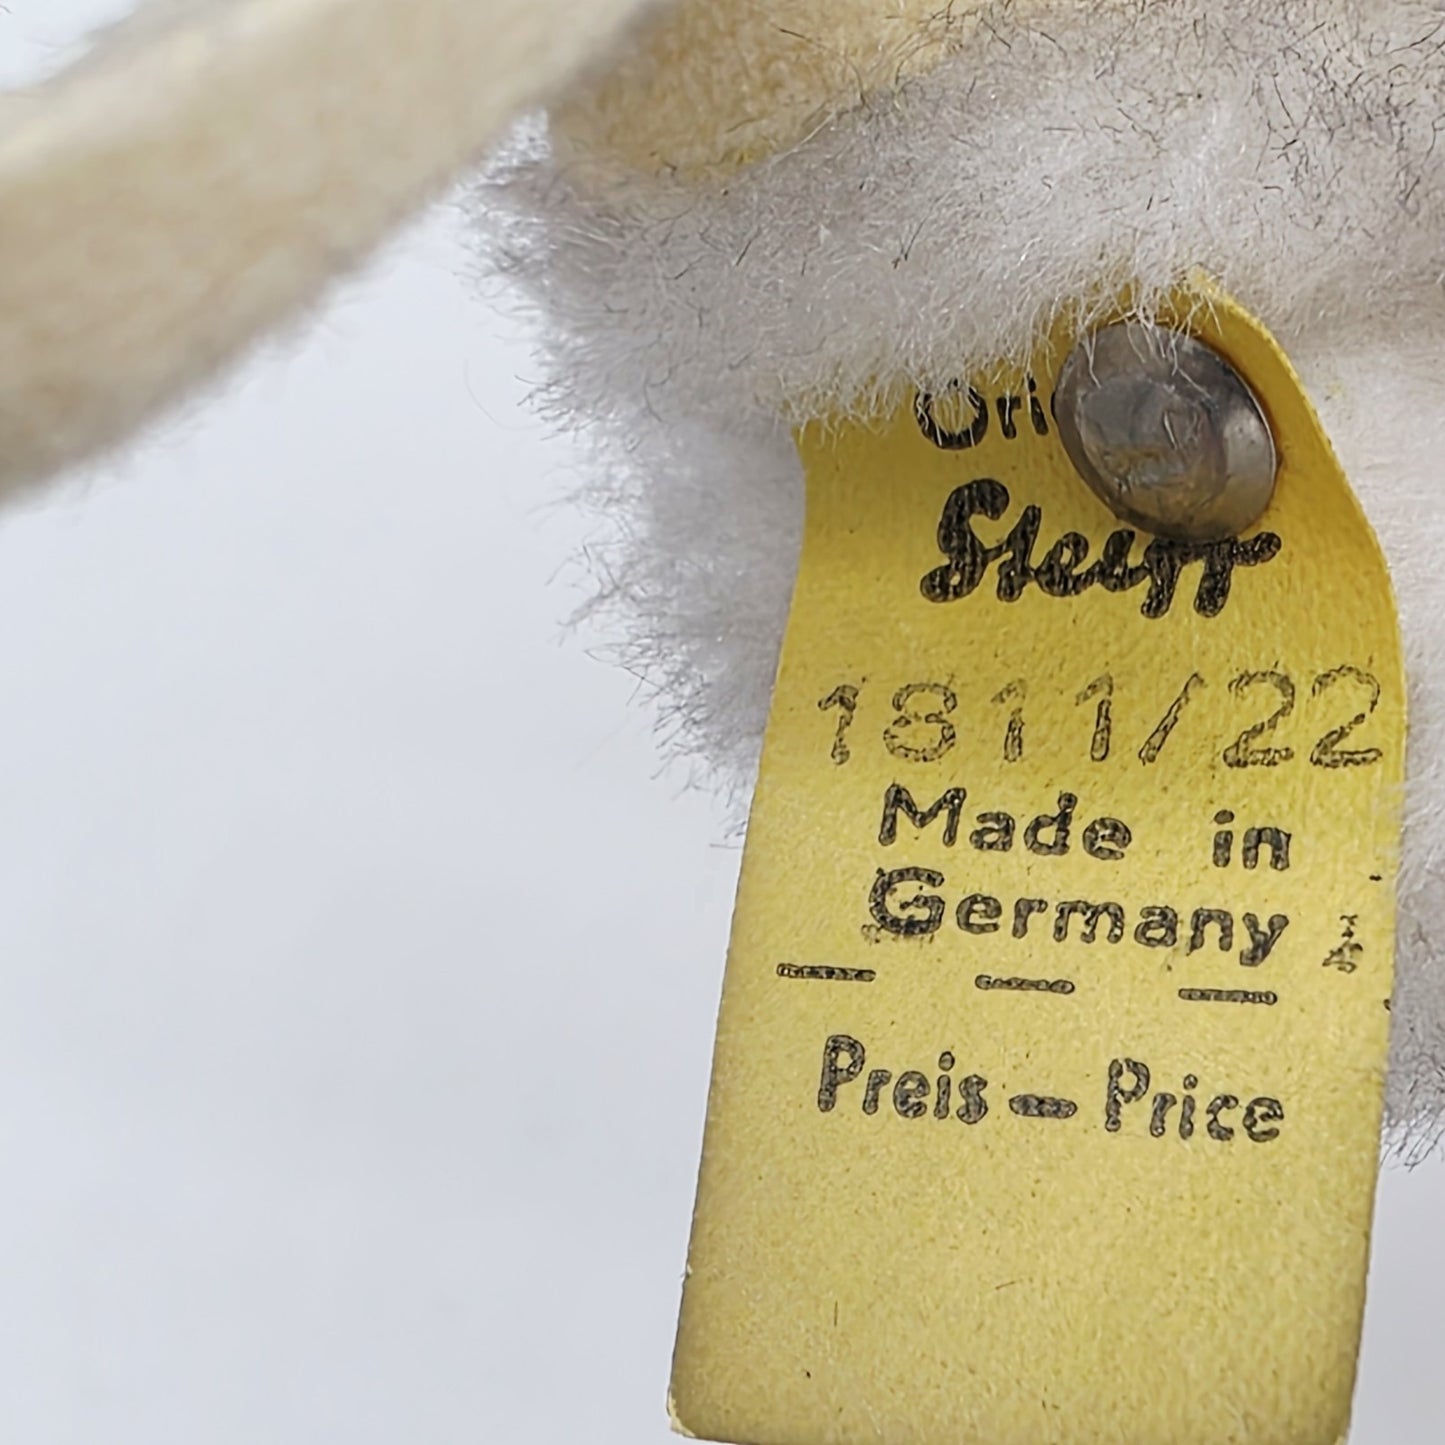 Ori
Steiff
1811/22
Made in
Germany
Preis - Price